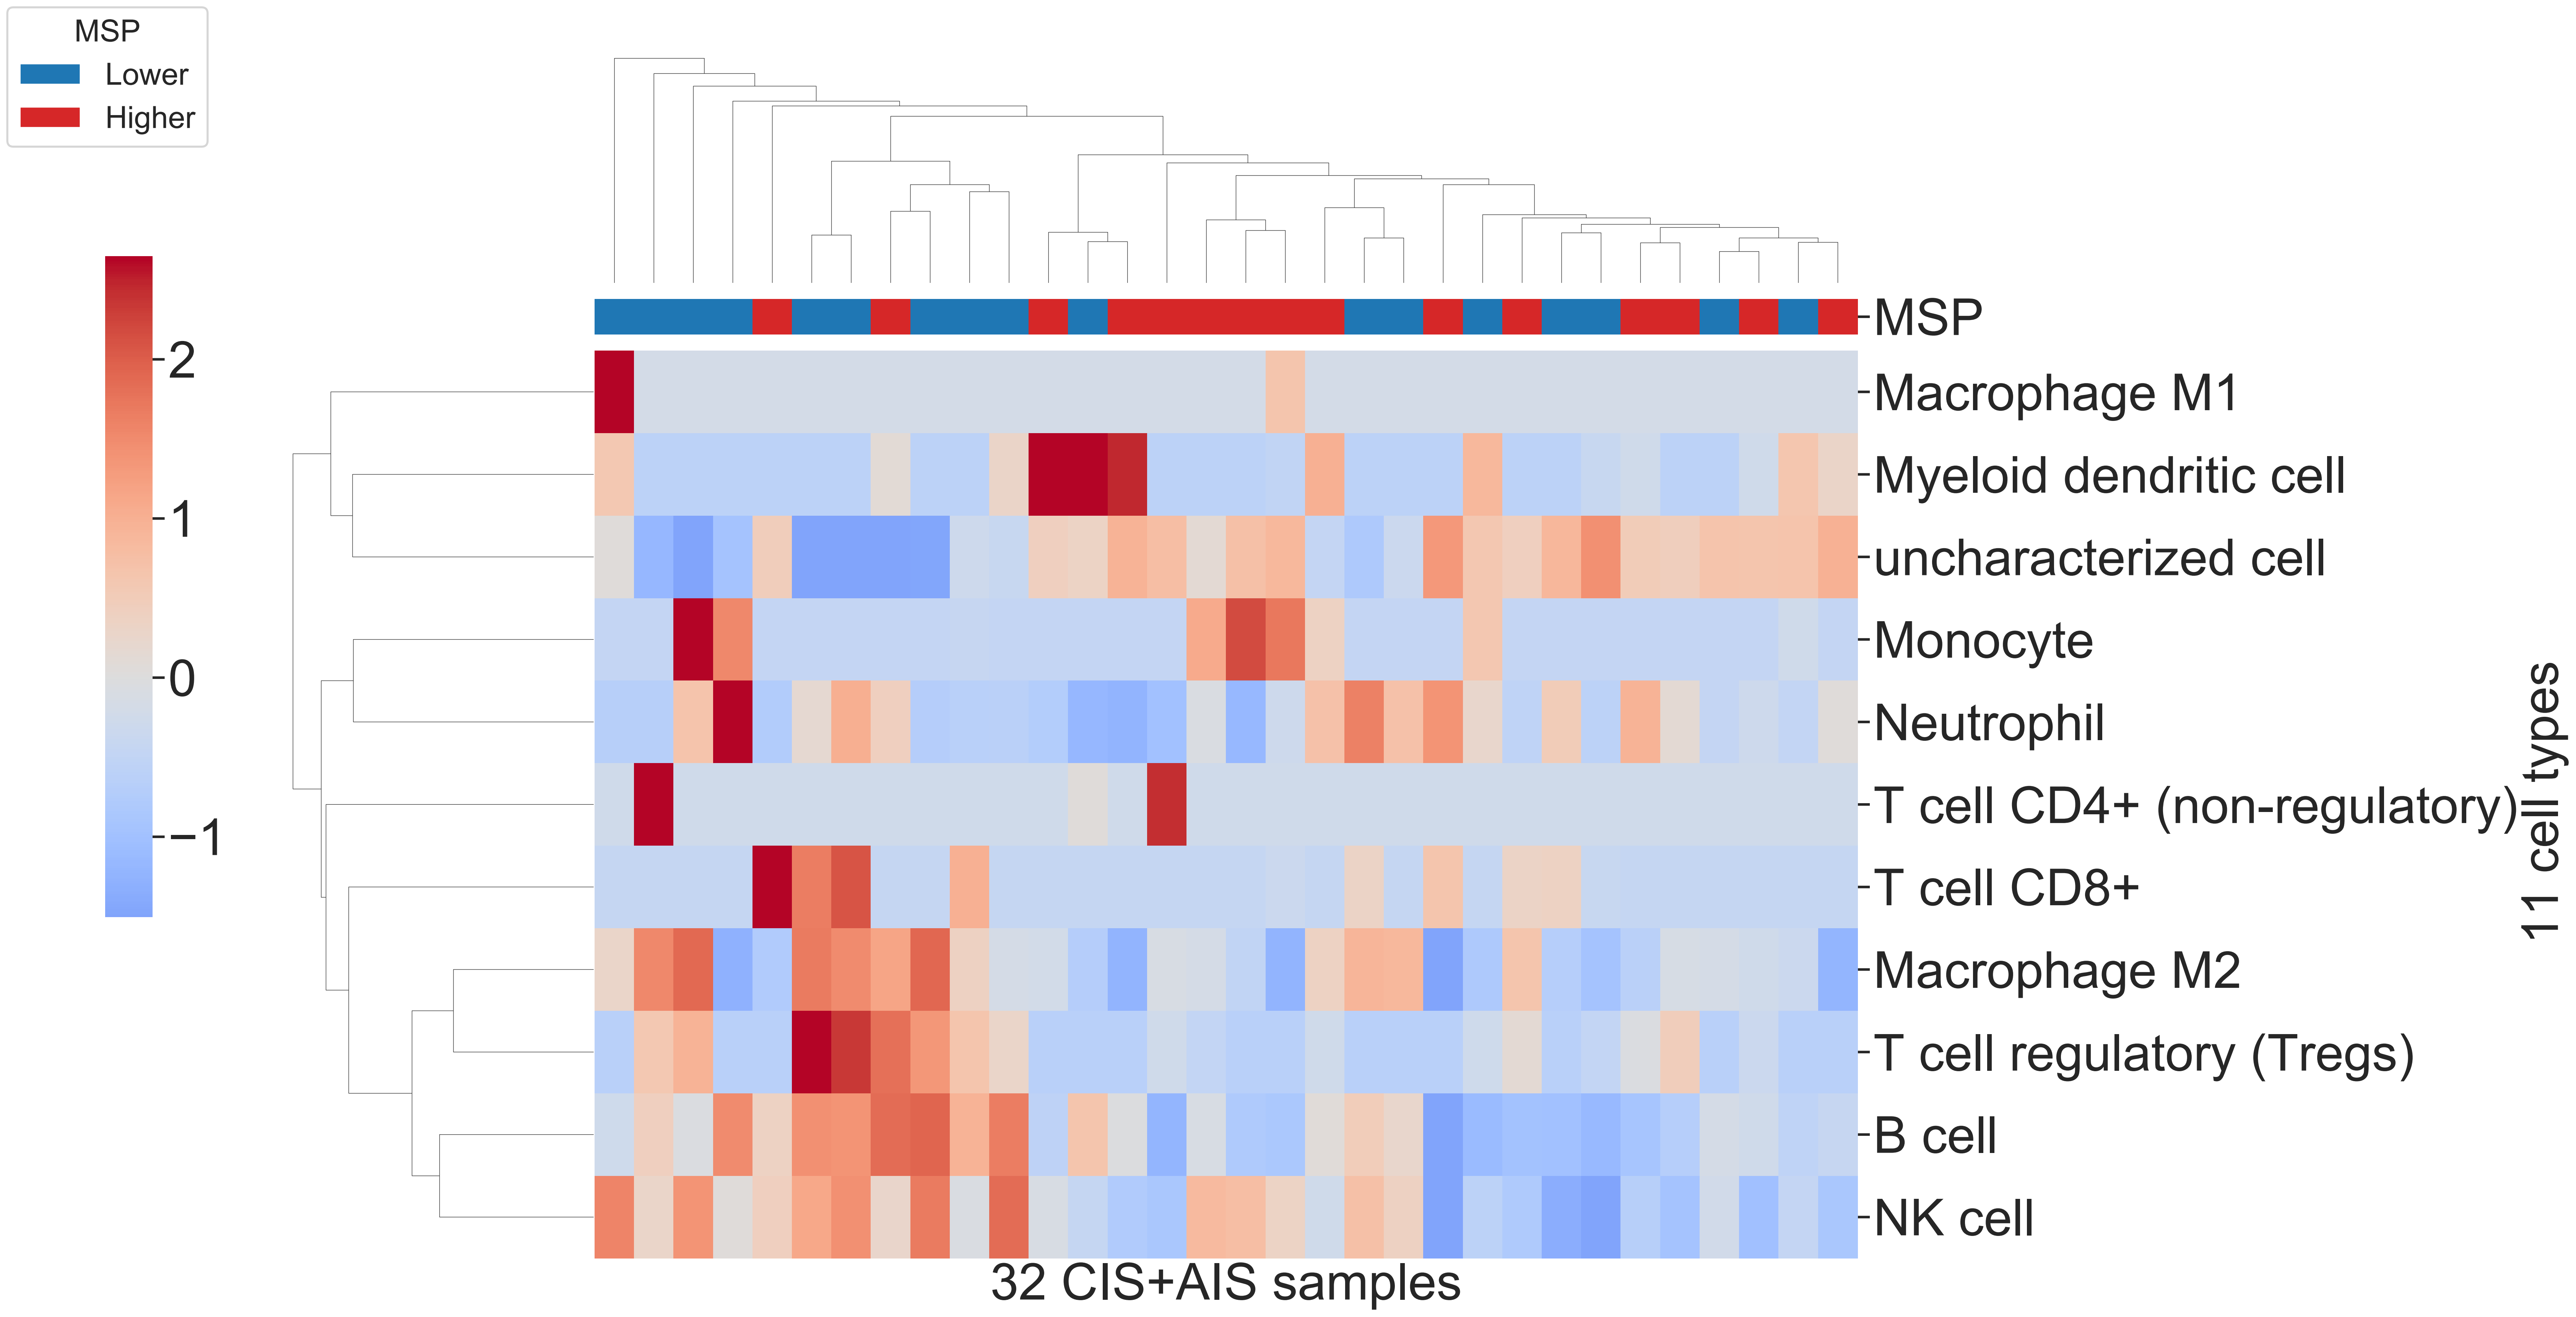 MSP
Lower
Higher
2
1
0
−1
MSP
Macrophage M1
Myeloid dendritic cell
uncharacterized cell
Monocyte
Neutrophil
T cell CD4+ (non-regulatory)
T cell CD8+
Macrophage M2
T cell regulatory (Tregs)
B cell
NK cell
11 cell types
32 CIS+AIS samples